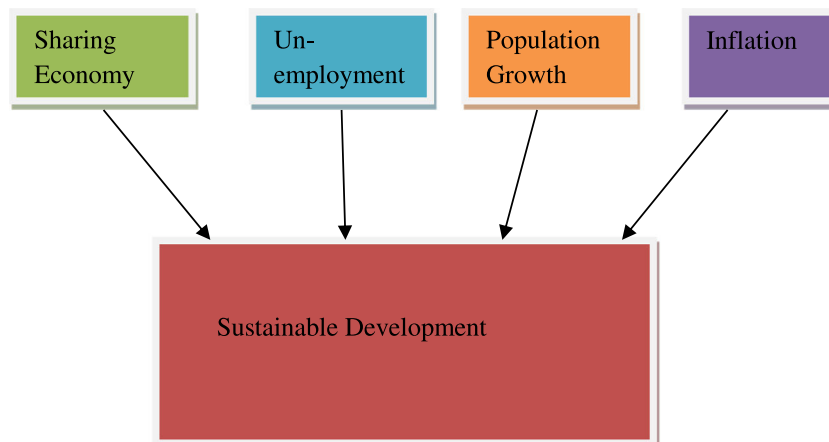 Sharing
Economy
Un-
employment
Population
Growth
Inflation
Sustainable Development